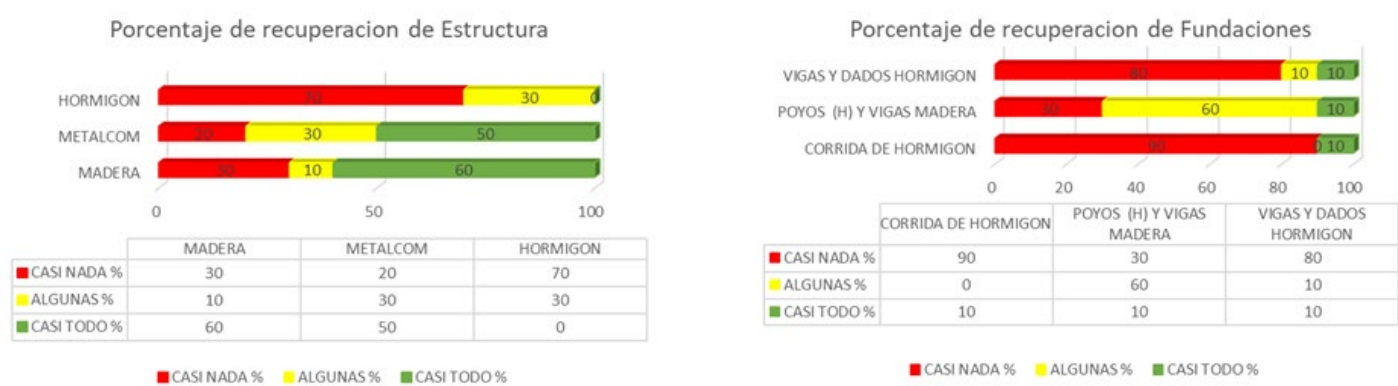 Porcentaje de recuperacion de Estructura
HORMIGON 70 30 0
METALCOM 20 30 50
MADERA 30 10 60
0 50 100
MADERA METALCOM HORMIGON
CASI NADA % 30 20 70
ALGUNAS % 10 30 30
CASI TODO % 60 50 0
CASI NADA % ALGUNAS % CASI TODO %
Porcentaje de recuperacion de Fundaciones
VIGAS Y DADOS HORMIGON 80 10 10
POYOS (H) Y VIGAS MADERA 30 60 10
CORRIDA DE HORMIGON 90 0 10
0 20 40 60 80 100
CORRIDA DE HORMIGON POYOS (H) Y VIGAS MADERA VIGAS Y DADOS HORMIGON
CASI NADA % 90 30 80
ALGUNAS % 0 60 10
CASI TODO % 10 10 10
CASI NADA % ALGUNAS % CASI TODO %